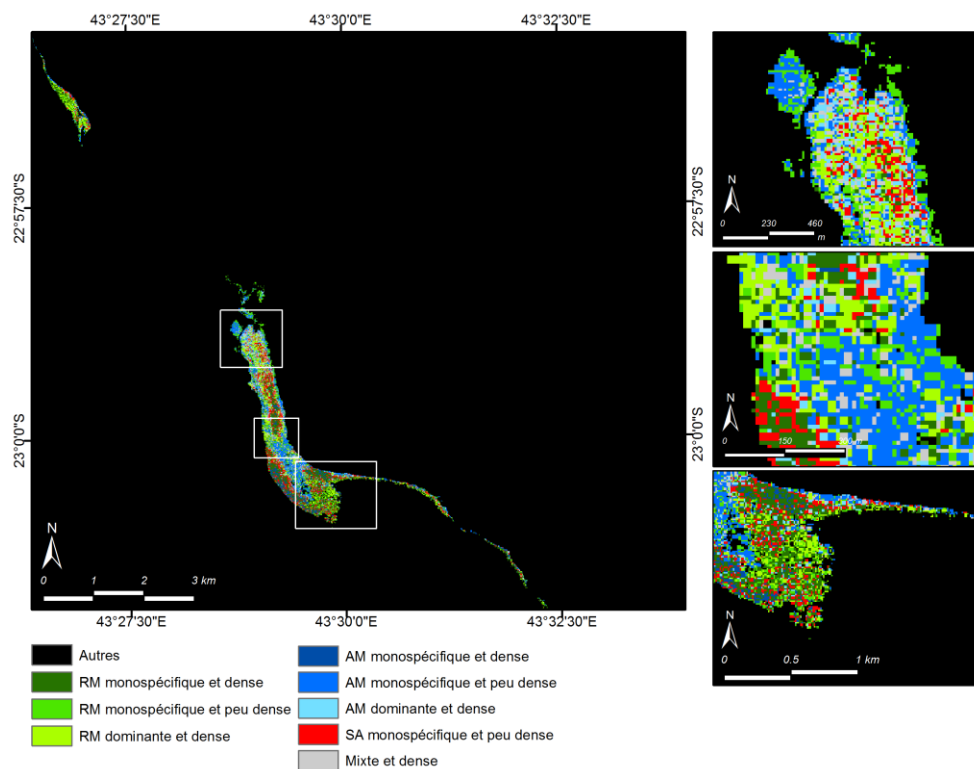 43°27'30"E 43°30'0"E 43°32'30"E
22°57'30"S
22°57'30"S
23°0'0"S
23°0'0"S
N
0 1 2 3 km
43°27'30"E 43°30'0"E 43°32'30"E
N
0 230 460
m
N
0 150
N
0 0.5 1 km
Autres
RM monospécifique et dense
RM monospécifique et peu dense
RM dominante et dense
AM monospécifique et dense
AM monospécifique et peu dense
AM dominante et dense
SA monospécifique et peu dense
Mixte et dense